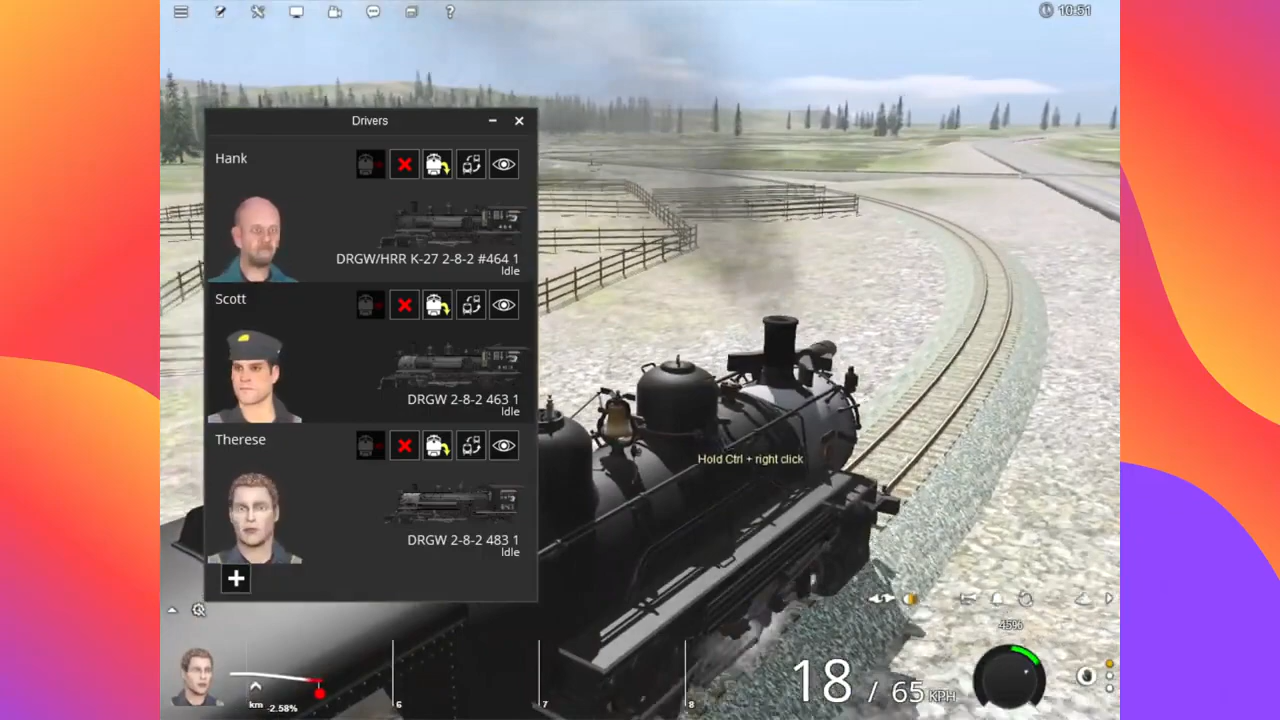 ?
10:51
Drivers
Hank
DRGW/HRR K-27 2-8-2 #464 1
Idle
Scott
DRGW 2-8-2 463 1
Idle
Therese
DRGW 2-8-2 483 1
Idle
Hold Ctrl + right click
45%
18 / 65 KPH
km -2.58%
6
7
8